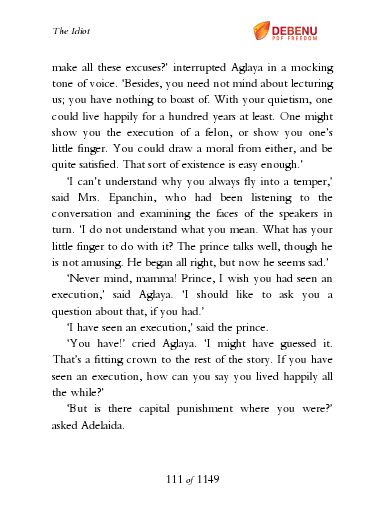 The Idiot
DEBENU
PDF FREEDOM
make all these excuses?' interrupted Aglaya in a mocking
tone of voice. 'Besides, you need not mind about lecturing
us; you have nothing to boast of. With your quietism, one
could live happily for a hundred years at least. One might
show you the execution of a felon, or show you one's
little finger. You could draw a moral from either, and be
quite satisfied. That sort of existence is easy enough.'
'I can't understand why you always fly into a temper,'
said Mrs. Epanchin, who had been listening to the
conversation and examining the faces of the speakers in
turn. 'I do not understand what you mean. What has your
little finger to do with it? The prince talks well, though he
is not amusing. He began all right, but now he seems sad.'
'Never mind, mamma! Prince, I wish you had seen an
execution,' said Aglaya. 'I should like to ask you a
question about that, if you had.'
'I have seen an execution,' said the prince.
'You have!' cried Aglaya. 'I might have guessed it.
That's a fitting crown to the rest of the story. If you have
seen an execution, how can you say you lived happily all
the while?'
'But is there capital punishment where you were?'
asked Adelaida.
111 of 1149